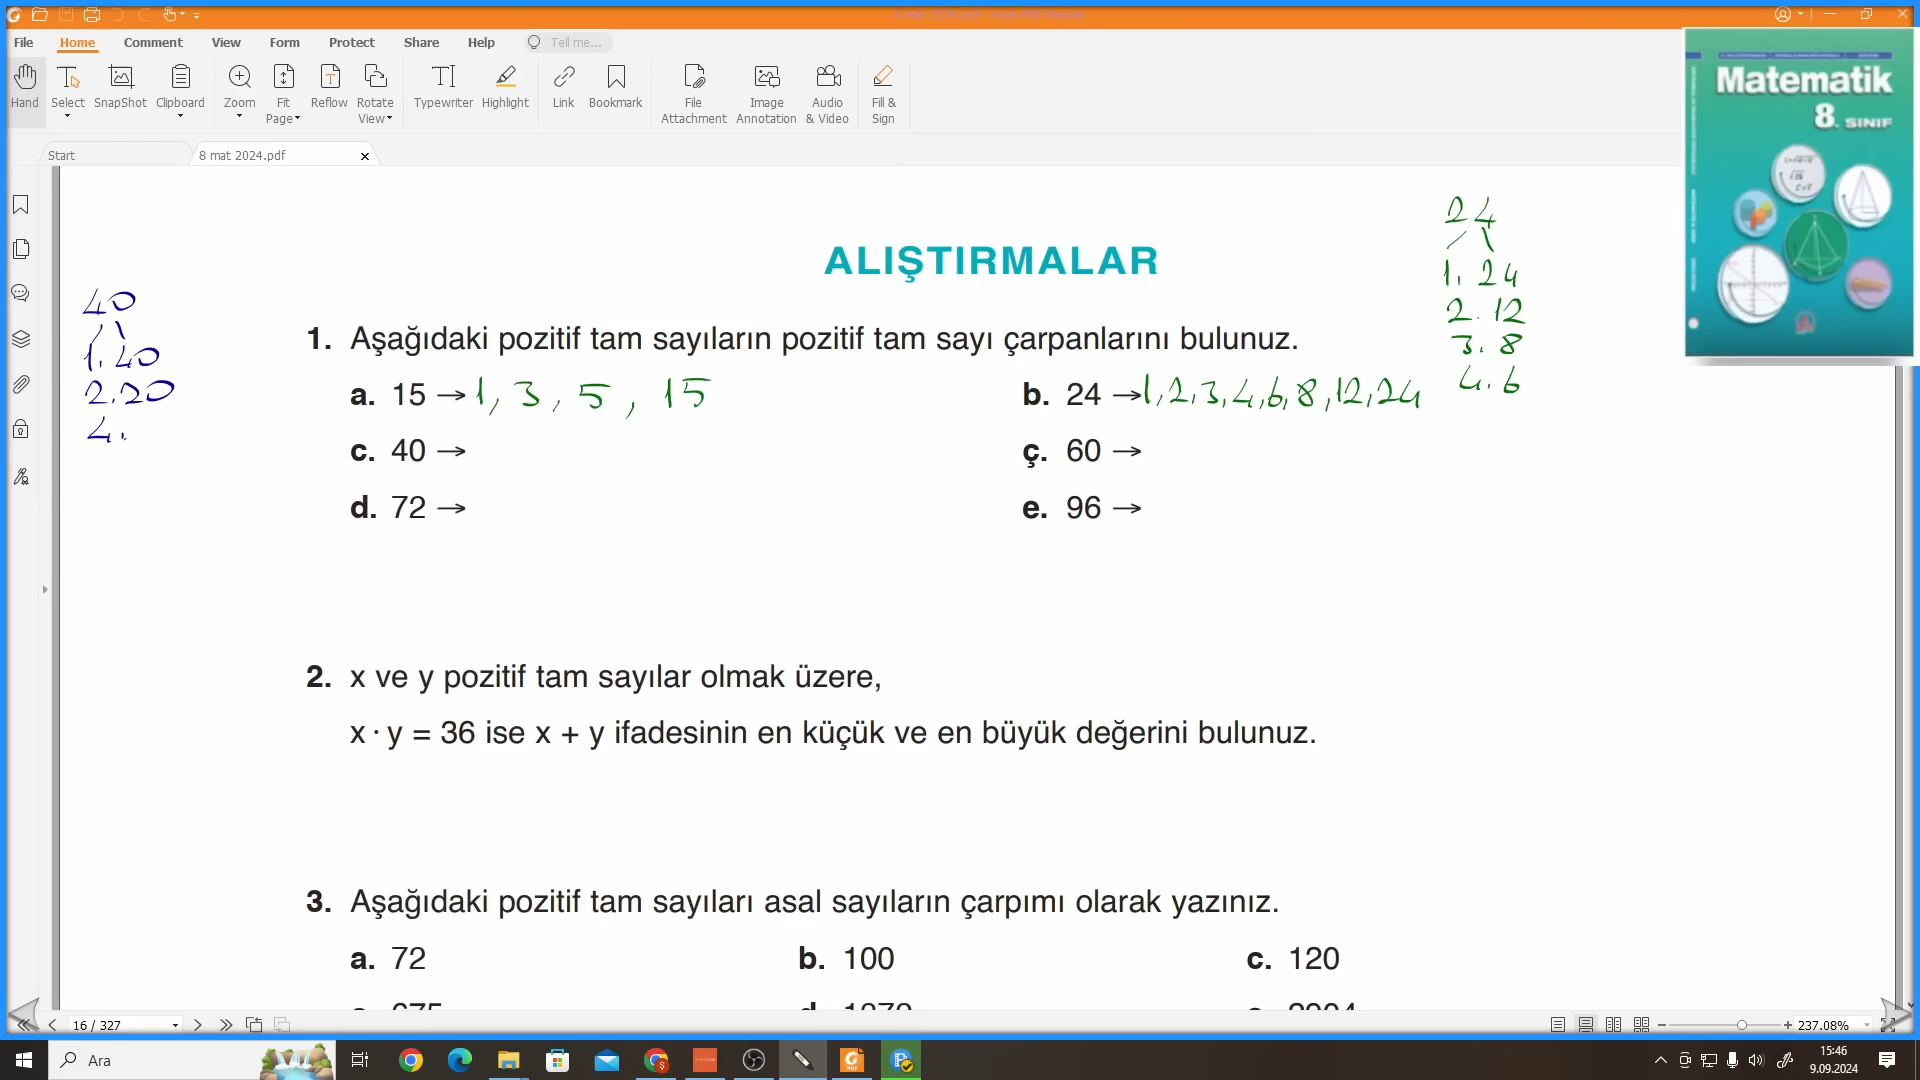 File Home Comment View Form Protect Share Help Tell me...
Hand Select SnapShot Clipboard Zoom Fit Page Reflow Rotate View Typewriter Highlight Link Bookmark File Attachment Image Annotation Audio & Video Fill & Sign
Start 8 mat 2024.pdf
Matematik
8. SINIF
ALIŞTIRMALAR
24
1. 24
2. 12
3. 8
4. 6
40
1. 40
2. 20
4.
1. Aşağıdaki pozitif tam sayıların pozitif tam sayı çarpanlarını bulunuz.
a. 15 → 1, 3, 5, 15
b. 24 → 1, 2, 3, 4, 6, 8, 12, 24
c. 40 →
ç. 60 →
d. 72 →
e. 96 →
2. x ve y pozitif tam sayılar olmak üzere,
x · y = 36 ise x + y ifadesinin en küçük ve en büyük değerini bulunuz.
3. Aşağıdaki pozitif tam sayıları asal sayıların çarpımı olarak yazınız.
a. 72 b. 100 c. 120
16 / 327
237.08%
Ara
15:46
9.09.2024